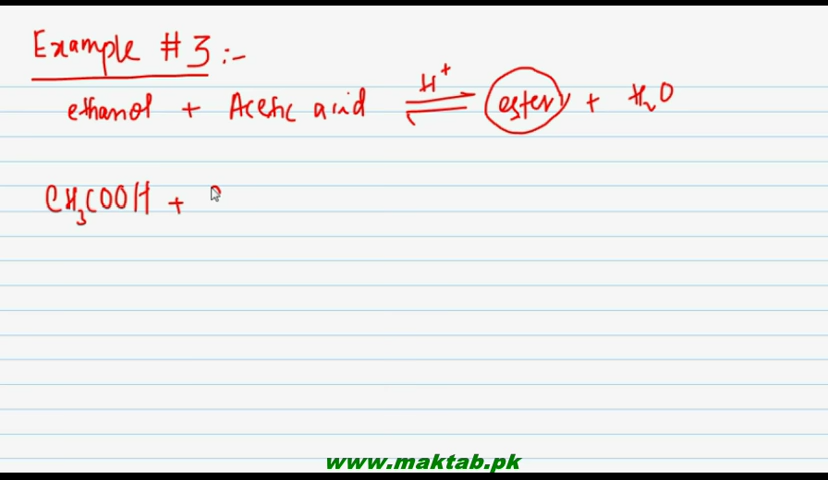 Example #3:-
ethanol + Acetic acid ⇌ H⁺ ester + H₂O
CH₃COOH +
www.maktab.pk